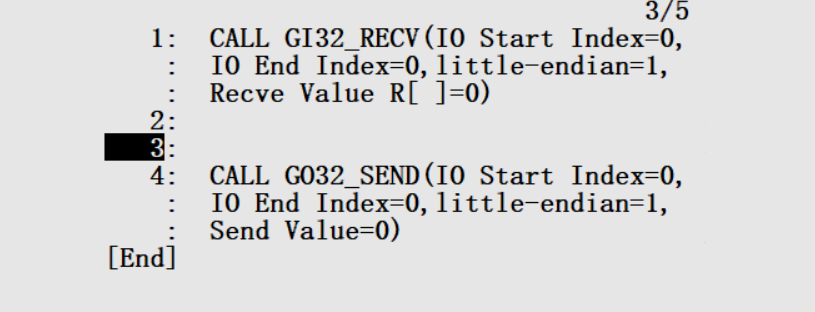 3/5
1: CALL GI32_RECV(IO Start Index=0,
: IO End Index=0,little-endian=1,
: Recve Value R[ ]=0)
2:
3:
4: CALL GO32_SEND(IO Start Index=0,
: IO End Index=0,little-endian=1,
: Send Value=0)
[End]